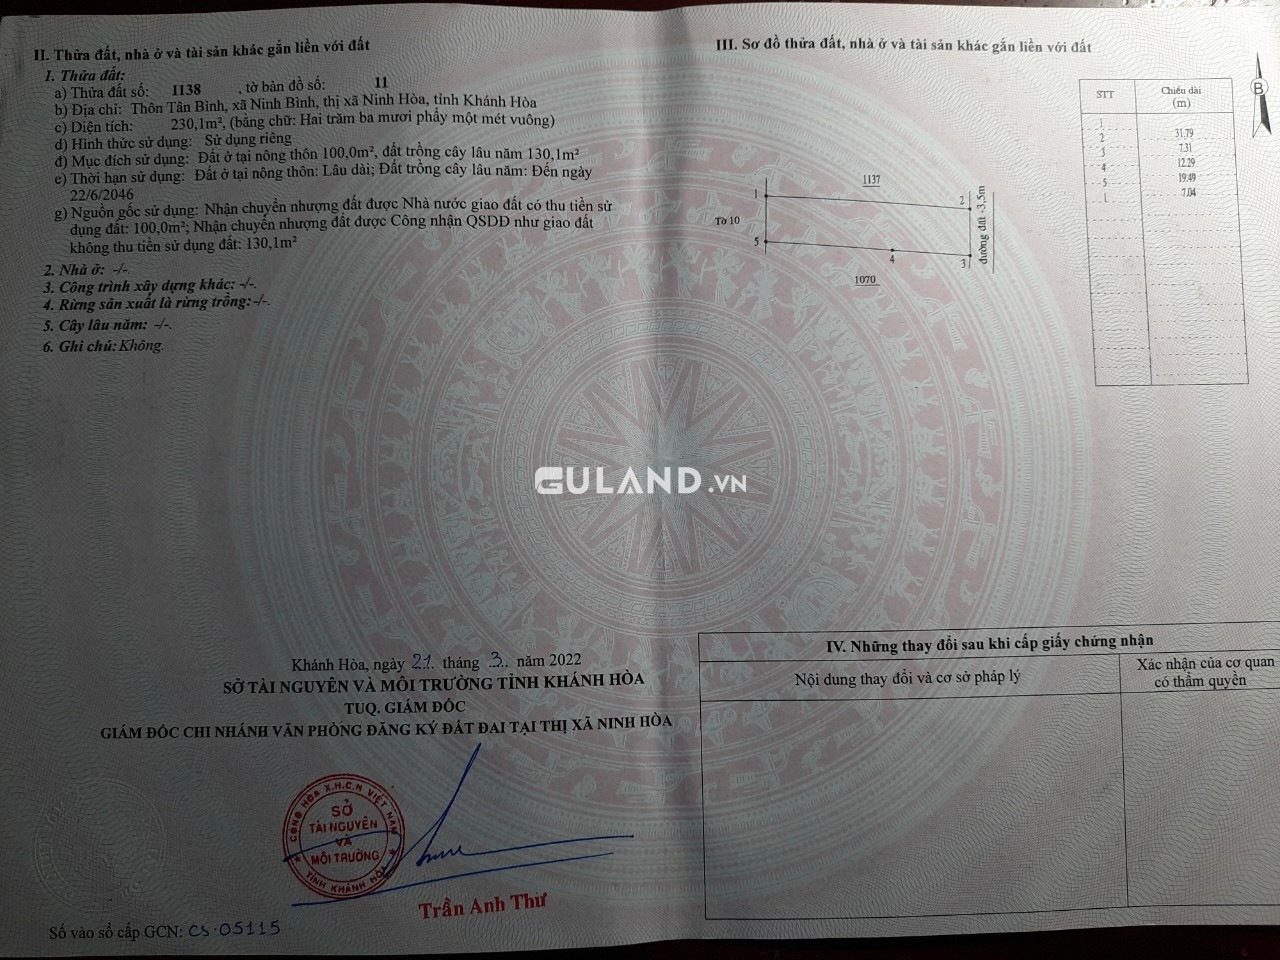 II. Thửa đất, nhà ở và tài sản khác gắn liền với đất
1. Thửa đất:
a) Thửa đất số: 1138 , tờ bản đồ số: 11
b) Địa chỉ: Thôn Tân Bình, xã Ninh Bình, thị xã Ninh Hòa, tỉnh Khánh Hòa
c) Diện tích: 230,1m², (bằng chữ: Hai trăm ba mươi phẩy một mét vuông)
d) Hình thức sử dụng: Sử dụng riêng
đ) Mục đích sử dụng: Đất ở tại nông thôn 100,0m², đất trồng cây lâu năm 130,1m²
e) Thời hạn sử dụng: Đất ở tại nông thôn: Lâu dài; Đất trồng cây lâu năm: Đến ngày
22/6/2046
g) Nguồn gốc sử dụng: Nhận chuyển nhượng đất được Nhà nước giao đất có thu tiền sử
dụng đất: 100,0m²; Nhận chuyển nhượng đất được Công nhận QSDĐ như giao đất
không thu tiền sử dụng đất: 130,1m²
2. Nhà ở: -/-.
3. Công trình xây dựng khác: -/-.
4. Rừng sản xuất là rừng trồng: -/-.
5. Cây lâu năm: -/-.
6. Ghi chú: Không.
Khánh Hòa, ngày 21 tháng 3 năm 2022
SỞ TÀI NGUYÊN VÀ MÔI TRƯỜNG TỈNH KHÁNH HÒA
TUQ. GIÁM ĐỐC
GIÁM ĐỐC CHI NHÁNH VĂN PHÒNG ĐĂNG KÝ ĐẤT ĐAI TẠI THỊ XÃ NINH HÒA
CỘNG HÒA X.H.C.N VIỆT NAM
SỞ
TÀI NGUYÊN
VÀ
MÔI TRƯỜNG
TỈNH KHÁNH HÒA
Trần Anh Thư
Số vào sổ cấp GCN: CS.05115
III. Sơ đồ thửa đất, nhà ở và tài sản khác gắn liền với đất
B
STT Chiều dài
(m)
1
2 31.79
3 7.31
4 12.29
5 19.49
1 7.04
1137
1 2
Tờ 10
đường đất -3,5m
5 4 3
1070
GULAND.VN
IV. Những thay đổi sau khi cấp giấy chứng nhận
Nội dung thay đổi và cơ sở pháp lý
Xác nhận của cơ quan
có thẩm quyền